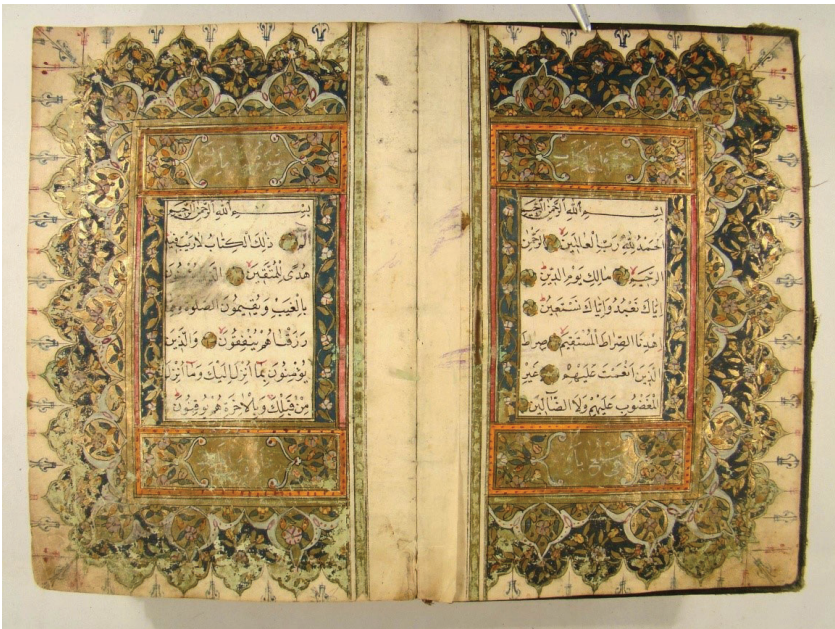 بسم الله الرحمن الرحيم
الحمد لله رب العالمين الرحمن
الرحيم مالك يوم الدين
اياك نعبد واياك نستعين
اهدنا الصراط المستقيم صراط
الذين انعمت عليهم غير
المغضوب عليهم ولا الضالين
بسم الله الرحمن الرحيم
الم ذلك الكتاب لا ريب فيه
هدى للمتقين الذين يؤمنون
بالغيب ويقيمون الصلوة ومما
رزقناهم ينفقون والذين
يؤمنون بما انزل اليك وما انزل
من قبلك وبالاخرة هم يوقنون